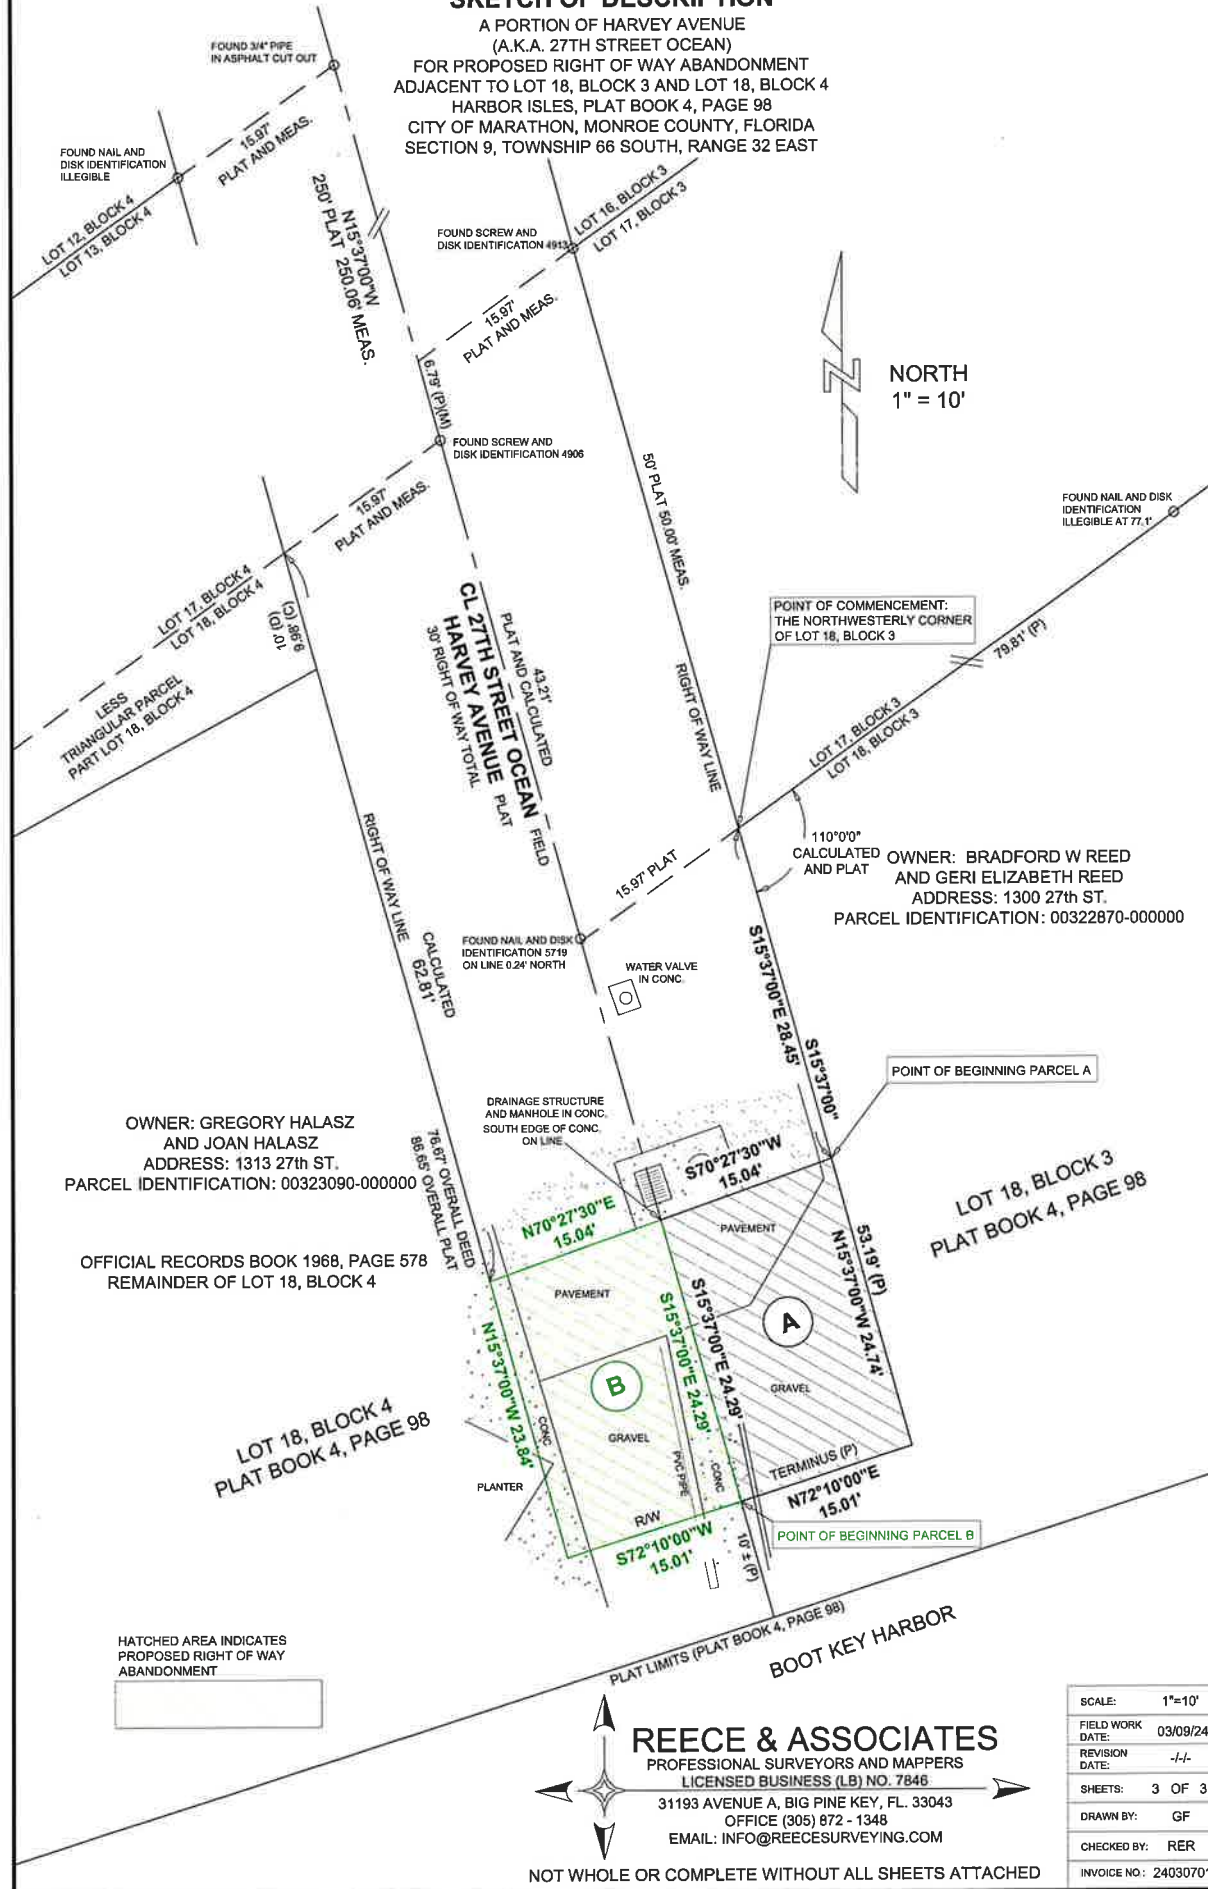 SKETCH OF DESCRIPTION
A PORTION OF HARVEY AVENUE
(A.K.A. 27TH STREET OCEAN)
FOR PROPOSED RIGHT OF WAY ABANDONMENT
ADJACENT TO LOT 18, BLOCK 3 AND LOT 18, BLOCK 4
HARBOR ISLES, PLAT BOOK 4, PAGE 98
CITY OF MARATHON, MONROE COUNTY, FLORIDA
SECTION 9, TOWNSHIP 66 SOUTH, RANGE 32 EAST
FOUND 3/4" PIPE
IN ASPHALT CUT OUT
15.97'
PLAT AND MEAS.
FOUND NAIL AND
DISK IDENTIFICATION
ILLEGIBLE
LOT 12, BLOCK 4
LOT 13, BLOCK 4
N15°37'00"W
250' PLAT 250.06' MEAS.
FOUND SCREW AND
DISK IDENTIFICATION 4913
LOT 16, BLOCK 3
LOT 17, BLOCK 3
15.97'
PLAT AND MEAS.
6.79' (P)(M)
NORTH
1" = 10'
FOUND SCREW AND
DISK IDENTIFICATION 4906
15.97'
PLAT AND MEAS.
50' PLAT 50.00' MEAS.
FOUND NAIL AND DISK
IDENTIFICATION
ILLEGIBLE AT 77.1'
LOT 17, BLOCK 4
LOT 18, BLOCK 4
9.98' (C)
10' (D)
LESS
TRIANGULAR PARCEL
PART LOT 18, BLOCK 4
43.21'
PLAT AND CALCULATED
CL 27TH STREET OCEAN FIELD
HARVEY AVENUE PLAT
30' RIGHT OF WAY TOTAL
RIGHT OF WAY LINE
POINT OF COMMENCEMENT:
THE NORTHWESTERLY CORNER
OF LOT 18, BLOCK 3
79.81' (P)
LOT 17, BLOCK 3
LOT 18, BLOCK 3
110°0'0"
CALCULATED
AND PLAT
OWNER: BRADFORD W REED
AND GERI ELIZABETH REED
ADDRESS: 1300 27th ST.
PARCEL IDENTIFICATION: 00322870-000000
RIGHT OF WAY LINE
CALCULATED
62.81'
15.97' PLAT
FOUND NAIL AND DISK
IDENTIFICATION 5719
ON LINE 0.24' NORTH
WATER VALVE
IN CONC.
S15°37'00"E 28.45'
S15°37'00"
POINT OF BEGINNING PARCEL A
DRAINAGE STRUCTURE
AND MANHOLE IN CONC.
SOUTH EDGE OF CONC.
ON LINE
OWNER: GREGORY HALASZ
AND JOAN HALASZ
ADDRESS: 1313 27th ST.
PARCEL IDENTIFICATION: 00323090-000000
76.67' OVERALL DEED
86.65' OVERALL PLAT
S70°27'30"W
15.04'
LOT 18, BLOCK 3
PLAT BOOK 4, PAGE 98
N70°27'30"E
15.04'
PAVEMENT
OFFICIAL RECORDS BOOK 1968, PAGE 578
REMAINDER OF LOT 18, BLOCK 4
PAVEMENT
53.19' (P)
N15°37'00"W 24.74'
S15°37'00"E 24.29'
S15°37'00"E 24.29'
A
N15°37'00"W 23.84'
B
GRAVEL
GRAVEL
LOT 18, BLOCK 4
PLAT BOOK 4, PAGE 98
CONC
PVC PIPE
CONC
TERMINUS (P)
N72°10'00"E
15.01'
PLANTER
R/W
S72°10'00"W
15.01'
POINT OF BEGINNING PARCEL B
10' ± (P)
PLAT LIMITS (PLAT BOOK 4, PAGE 98)
BOOT KEY HARBOR
HATCHED AREA INDICATES
PROPOSED RIGHT OF WAY
ABANDONMENT
REECE & ASSOCIATES
PROFESSIONAL SURVEYORS AND MAPPERS
LICENSED BUSINESS (LB) NO. 7846
31193 AVENUE A, BIG PINE KEY, FL. 33043
OFFICE (305) 872 - 1348
EMAIL: INFO@REECESURVEYING.COM
NOT WHOLE OR COMPLETE WITHOUT ALL SHEETS ATTACHED
SCALE: 1"=10'
FIELD WORK DATE: 03/09/24
REVISION DATE: -/-/-
SHEETS: 3 OF 3
DRAWN BY: GF
CHECKED BY: RER
INVOICE NO.: 2403070